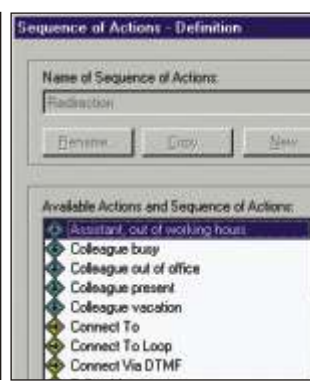 Sequence of Actions - Definition
Name of Sequence of Actions:
Redirection
Rename Copy New
Available Actions and Sequence of Actions:
Assistant, out of working hours
Colleague busy
Colleague out of office
Colleague present
Colleague vacation
Connect To
Connect To Loop
Connect Via DTMF